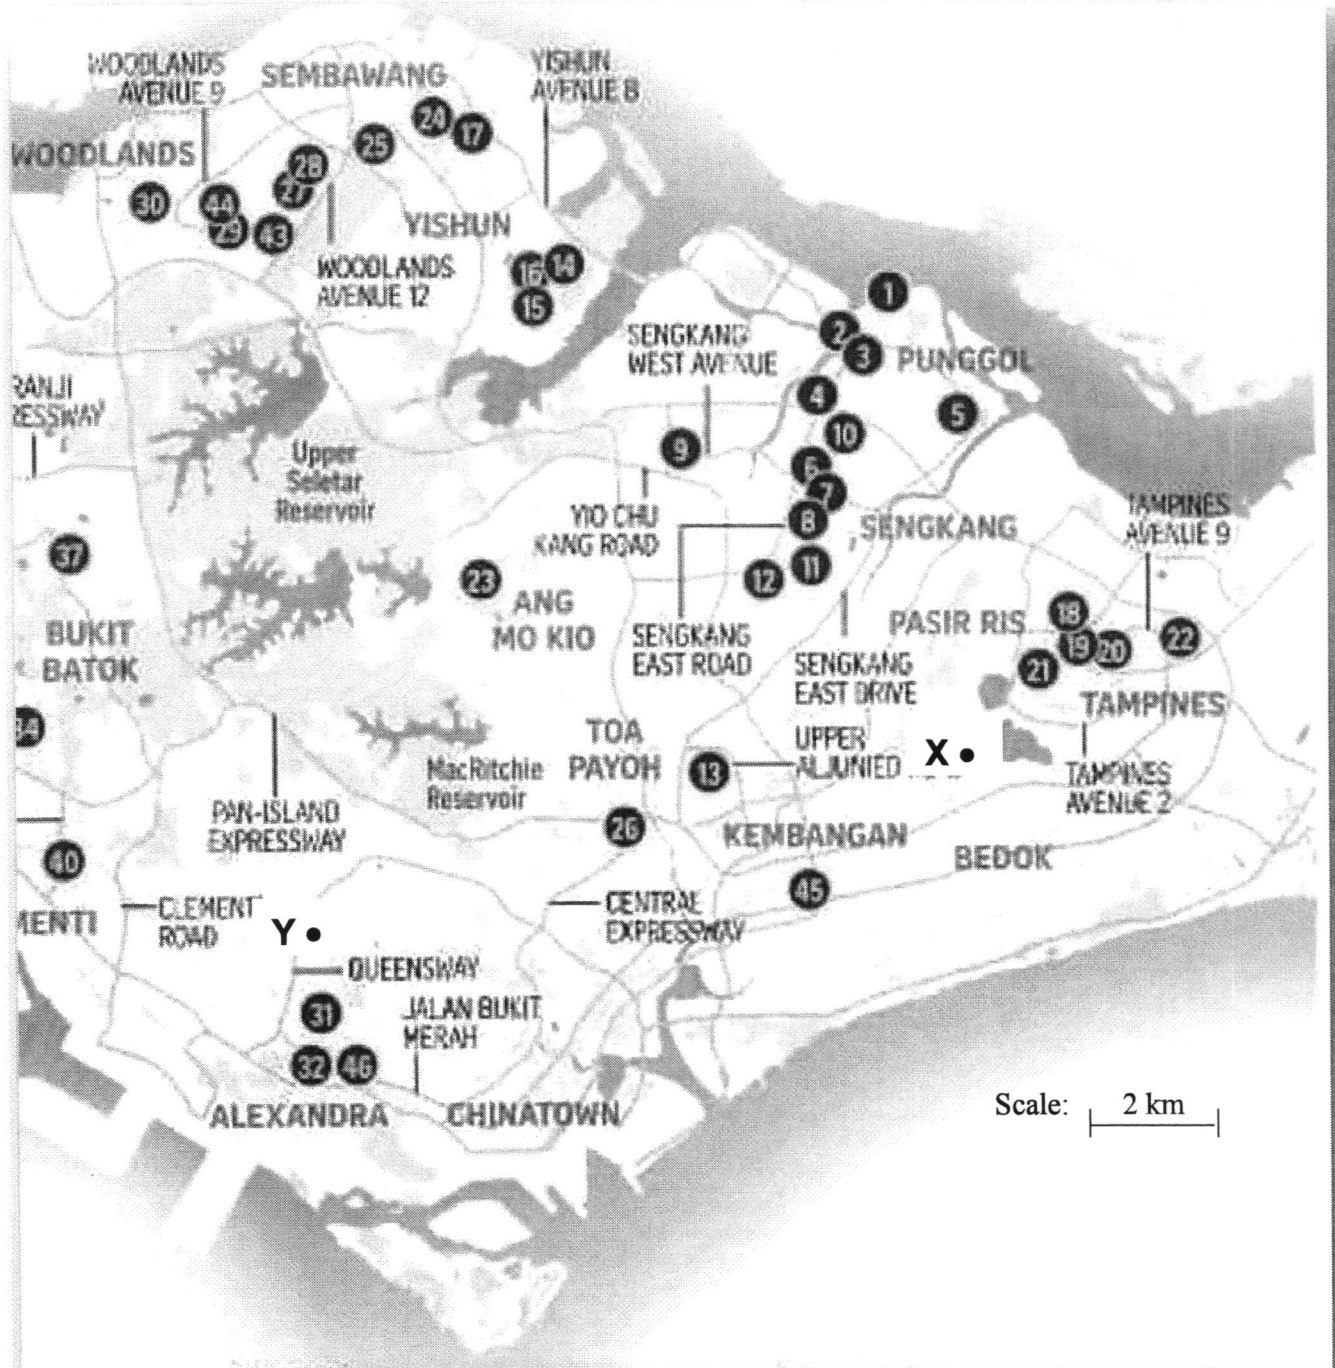 WOODLANDS
AVENUE 9
SEMBAWANG
YISHUN
AVENUE 8
24
17
25
WOODLANDS
28
27
30
44
29
43
YISHUN
WOODLANDS
AVENUE 12
16
14
15
1
2
3
PUNGGOL
SENGKANG
WEST AVENUE
RANJI
RESSWAY
4
5
10
9
Upper
Seletar
Reservoir
6
7
8
YIO CHU
KANG ROAD
SENGKANG
TAMPINES
AVENUE 9
37
23
12
11
ANG
MO KIO
BUKIT
BATOK
SENGKANG
EAST ROAD
SENGKANG
EAST DRIVE
PASIR RIS
18
19
20
22
21
TAMPINES
34
TOA
PAYOH
MacRitchie
Reservoir
13
UPPER
ALJUNIED
X
TAMPINES
AVENUE 2
PAN-ISLAND
EXPRESSWAY
26
KEMBANGAN
BEDOK
40
45
MENTI
CLEMENT
ROAD
Y
CENTRAL
EXPRESSWAY
QUEENSWAY
31
JALAN BUKIT
MERAH
32
46
ALEXANDRA
CHINATOWN
Scale: 2 km